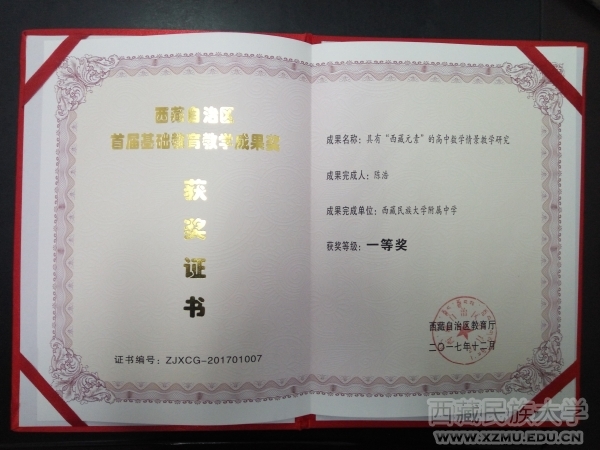 西藏自治区
首届基础教育教学成果奖
获奖证书
证书编号：ZJXCG-201701007
成果名称：具有“西藏元素”的高中数学情景教学研究
成果完成人：陈浩
成果完成单位：西藏民族大学附属中学
获奖等级：一等奖
西藏自治区教育厅
二〇一七年十二月
西藏民族大学
WWW.XZMU.EDU.CN